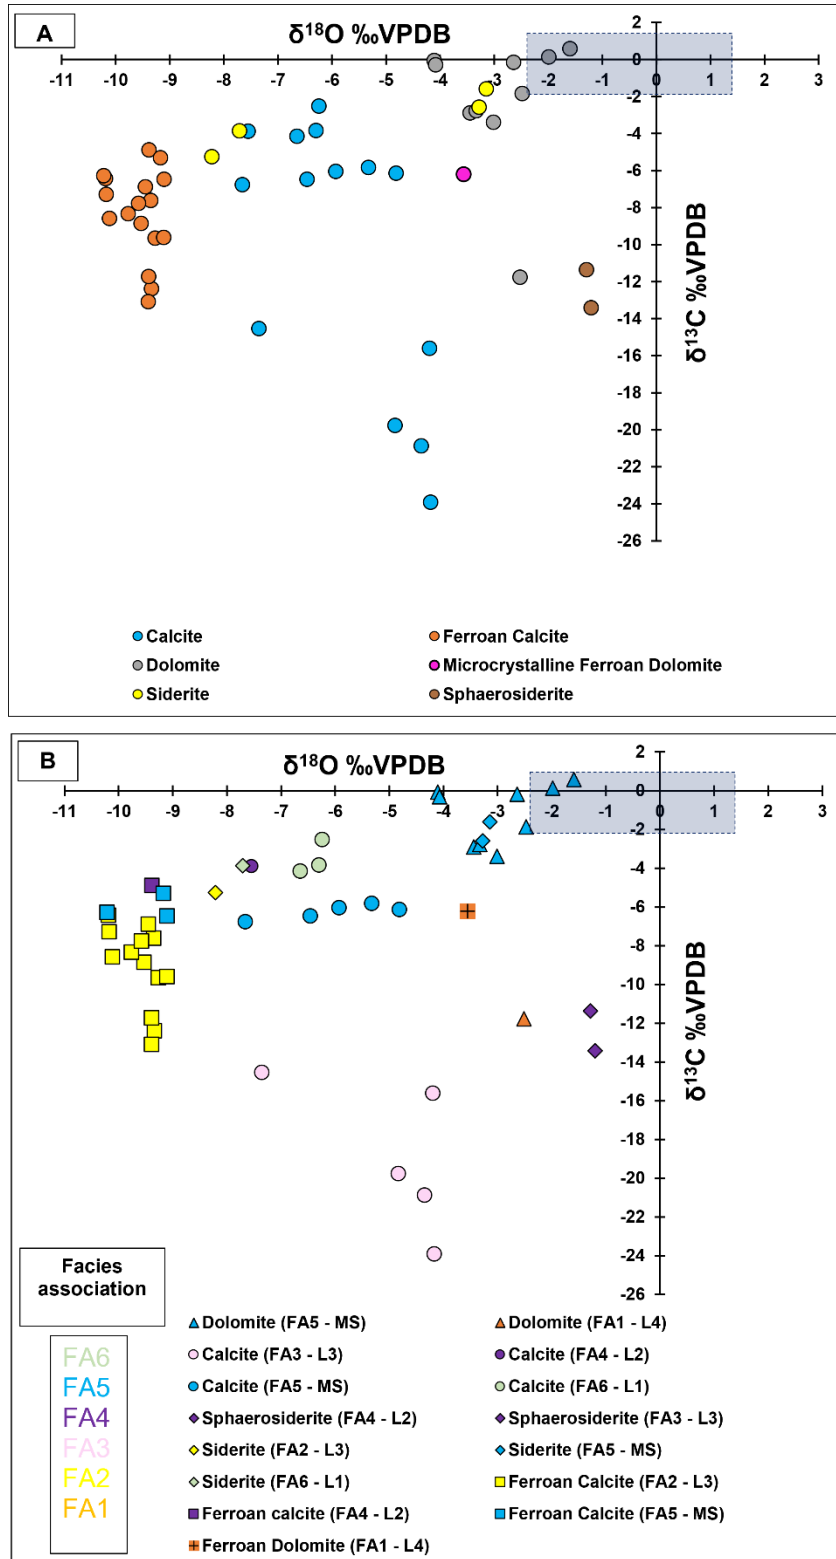 A
δ18O ‰VPDB
-11 -10 -9 -8 -7 -6 -5 -4 -3 -2 -1 0 1 2 3
2
0
-2
-4
-6
-8
-10
-12
-14
-16
-18
-20
-22
-24
-26
δ13C ‰VPDB
Calcite
Ferroan Calcite
Dolomite
Microcrystalline Ferroan Dolomite
Siderite
Sphaerosiderite
B
δ18O ‰VPDB
-11 -10 -9 -8 -7 -6 -5 -4 -3 -2 -1 0 1 2 3
2
0
-2
-4
-6
-8
-10
-12
-14
-16
-18
-20
-22
-24
-26
δ13C ‰VPDB
Facies
association
FA6
FA5
FA4
FA3
FA2
FA1
Dolomite (FA5 - MS)
Dolomite (FA1 - L4)
Calcite (FA3 - L3)
Calcite (FA4 - L2)
Calcite (FA5 - MS)
Calcite (FA6 - L1)
Sphaerosiderite (FA4 - L2)
Sphaerosiderite (FA3 - L3)
Siderite (FA2 - L3)
Siderite (FA5 - MS)
Siderite (FA6 - L1)
Ferroan Calcite (FA2 - L3)
Ferroan calcite (FA4 - L2)
Ferroan Calcite (FA5 - MS)
Ferroan Dolomite (FA1 - L4)